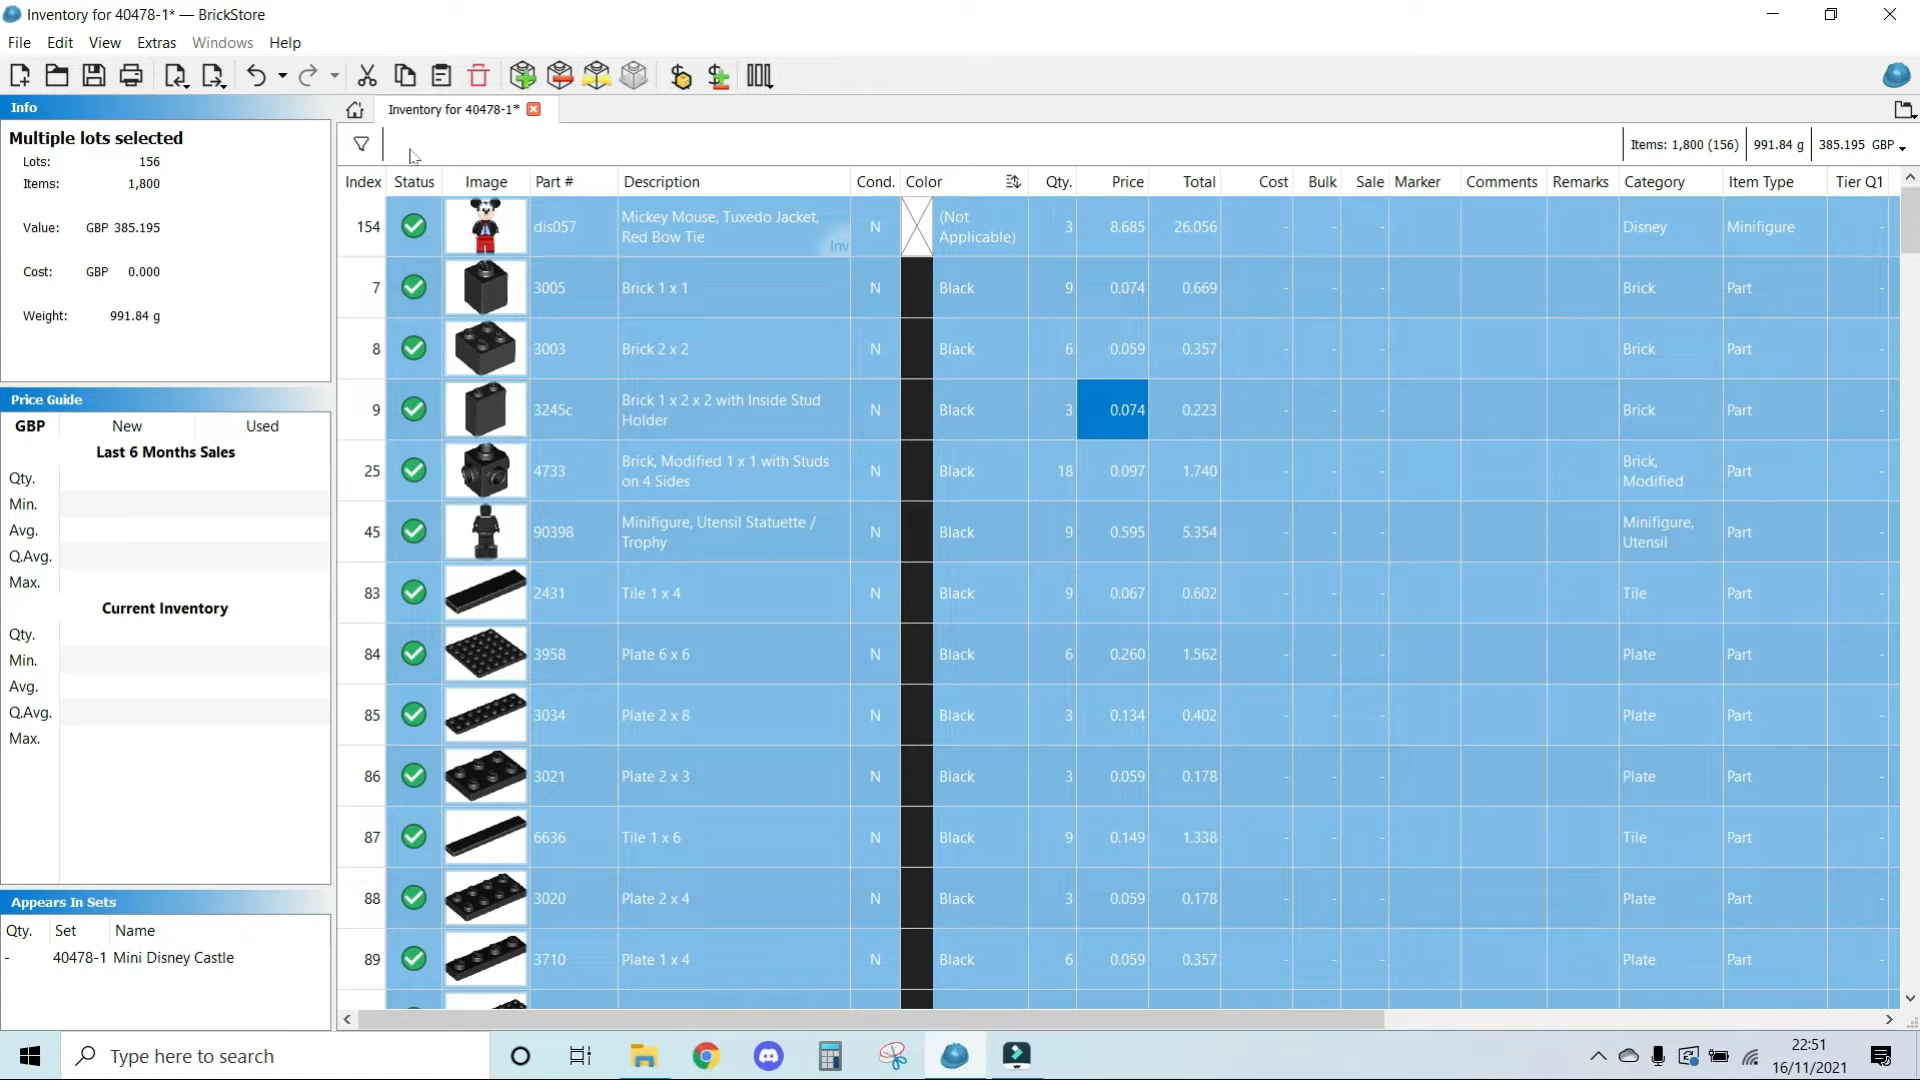 Inventory for 40478-1* — BrickStore
File Edit View Extras Windows Help
Info
Multiple lots selected
Lots: 156
Items: 1,800
Value: GBP 385.195
Cost: GBP 0.000
Weight: 991.84 g
Price Guide
GBP New Used
Last 6 Months Sales
Qty.
Min.
Avg.
Q.Avg.
Max.
Current Inventory
Qty.
Min.
Avg.
Q.Avg.
Max.
Appears In Sets
Qty. Set Name
- 40478-1 Mini Disney Castle
Inventory for 40478-1*
Items: 1,800 (156) 991.84 g 385.195 GBP
Index Status Image Part # Description Cond. Color Qty. Price Total Cost Bulk Sale Marker Comments Remarks Category Item Type Tier Q1
154 dis057 Mickey Mouse, Tuxedo Jacket, Red Bow Tie Inv N (Not Applicable) 3 8.685 26.056 - - - Disney Minifigure -
7 3005 Brick 1 x 1 N Black 9 0.074 0.669 - - - Brick Part -
8 3003 Brick 2 x 2 N Black 6 0.059 0.357 - - - Brick Part -
9 3245c Brick 1 x 2 x 2 with Inside Stud Holder N Black 3 0.074 0.223 - - - Brick Part -
25 4733 Brick, Modified 1 x 1 with Studs on 4 Sides N Black 18 0.097 1.740 - - - Brick, Modified Part -
45 90398 Minifigure, Utensil Statuette / Trophy N Black 9 0.595 5.354 - - - Minifigure, Utensil Part -
83 2431 Tile 1 x 4 N Black 9 0.067 0.602 - - - Tile Part -
84 3958 Plate 6 x 6 N Black 6 0.260 1.562 - - - Plate Part -
85 3034 Plate 2 x 8 N Black 3 0.134 0.402 - - - Plate Part -
86 3021 Plate 2 x 3 N Black 3 0.059 0.178 - - - Plate Part -
87 6636 Tile 1 x 6 N Black 9 0.149 1.338 - - - Tile Part -
88 3020 Plate 2 x 4 N Black 3 0.059 0.178 - - - Plate Part -
89 3710 Plate 1 x 4 N Black 6 0.059 0.357 - - - Plate Part -
Type here to search
22:51
16/11/2021